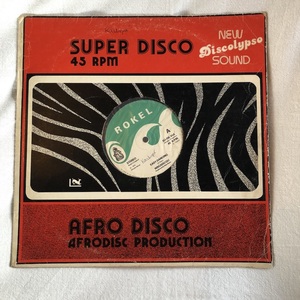 SUPER DISCO
45 RPM
NEW
Discolypso
SOUND
ROKEL
A
AFRO DISCO
AFRODISC PRODUCTION